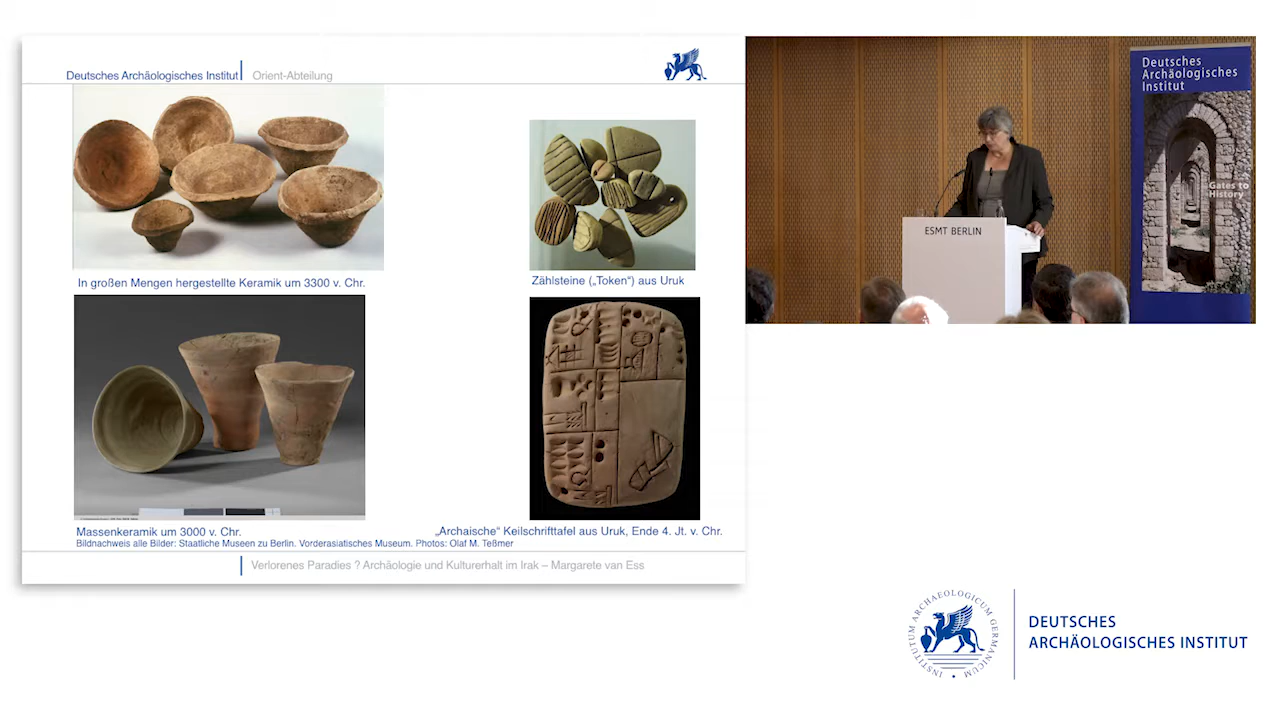 Deutsches Archäologisches Institut
Orient-Abteilung
In großen Mengen hergestellte Keramik um 3300 v. Chr.
Zählsteine („Token“) aus Uruk
Massenkeramik um 3000 v. Chr.
„Archaische“ Keilschrifttafel aus Uruk, Ende 4. Jt. v. Chr.
Bildnachweis alle Bilder: Staatliche Museen zu Berlin. Vorderasiatisches Museum. Photos: Olaf M. Teßmer
Verlorenes Paradies ? Archäologie und Kulturerhalt im Irak – Margarete van Ess
Deutsches
Archäologisches
Institut
Gates to
History
ESMT BERLIN
INSTITUTUM ARCHAEOLOGICUM GERMANICUM
DEUTSCHES
ARCHÄOLOGISCHES INSTITUT